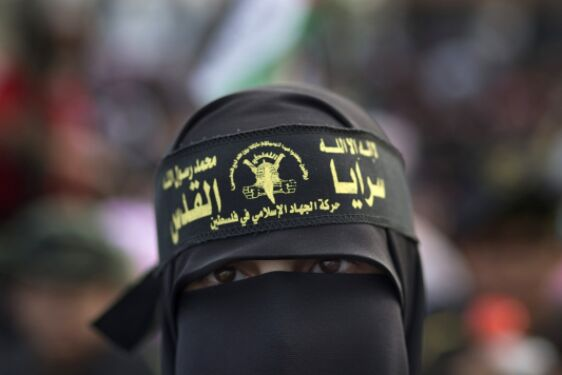 لا إله إلا الله
محمد رسول الله
سرايا
القدس
حركة الجهاد الإسلامي في فلسطين